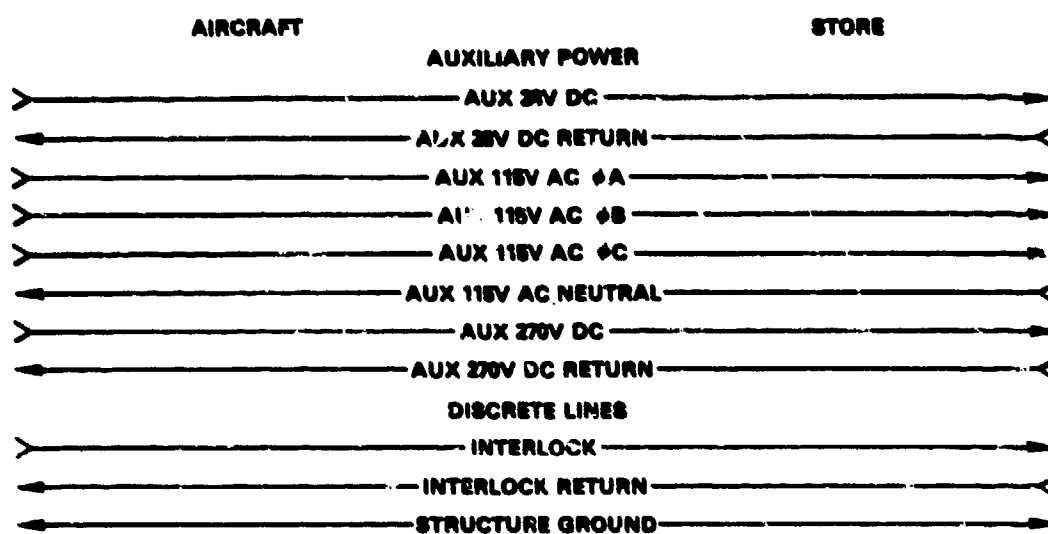 AIRCRAFT STORE
AUXILIARY POWER
AUX 28V DC
AUX 28V DC RETURN
AUX 115V AC φA
AUX 115V AC φB
AUX 115V AC φC
AUX 115V AC NEUTRAL
AUX 270V DC
AUX 270V DC RETURN
DISCRETE LINES
INTERLOCK
INTERLOCK RETURN
STRUCTURE GROUND